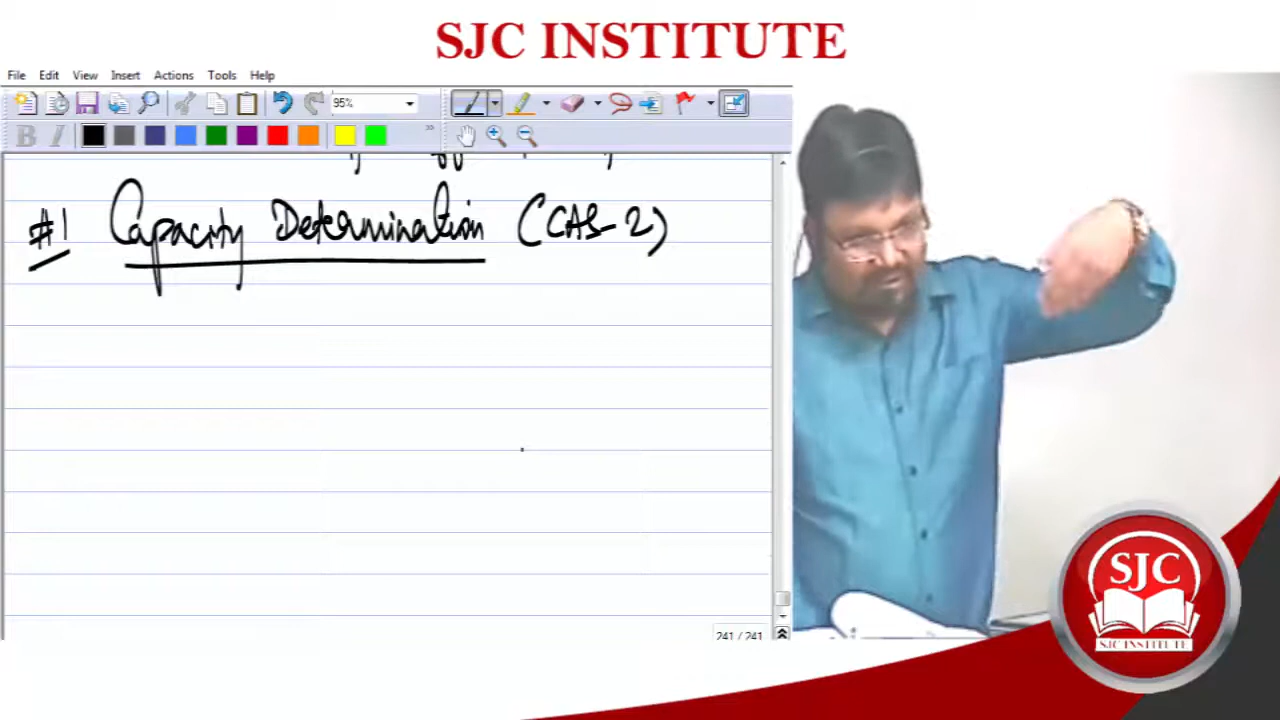 SJC INSTITUTE
File Edit View Insert Actions Tools Help
95%
B I
#1 Capacity Determination (CAS-2)
241 / 241
SJC
SJC INSTITUTE